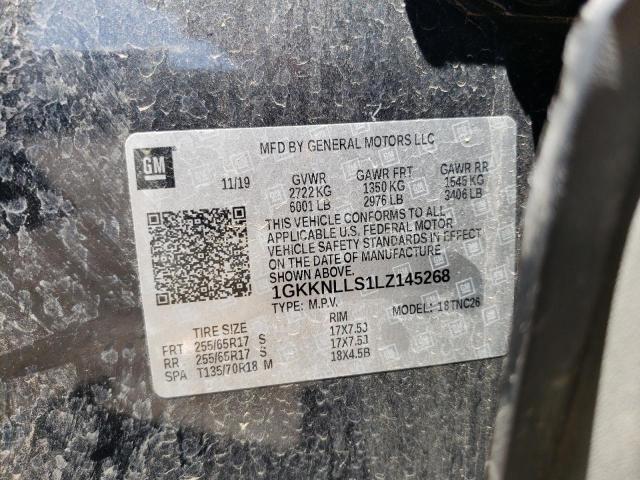 MFD BY GENERAL MOTORS LLC
GM
11/19
GVWR GAWR FRT GAWR RR
2722 KG 1350 KG 1545 KG
6001 LB 2976 LB 3406 LB
THIS VEHICLE CONFORMS TO ALL
APPLICABLE U.S. FEDERAL MOTOR
VEHICLE SAFETY STANDARDS IN EFFECT
ON THE DATE OF MANUFACTURE
SHOWN ABOVE.
1GKKNLLS1LZ145268
TYPE: M.P.V. MODEL: 18TNC26
TIRE SIZE RIM
FRT 255/65R17 S 17X7.5J
RR 255/65R17 S 17X7.5J
SPA T135/70R18 M 18X4.5B